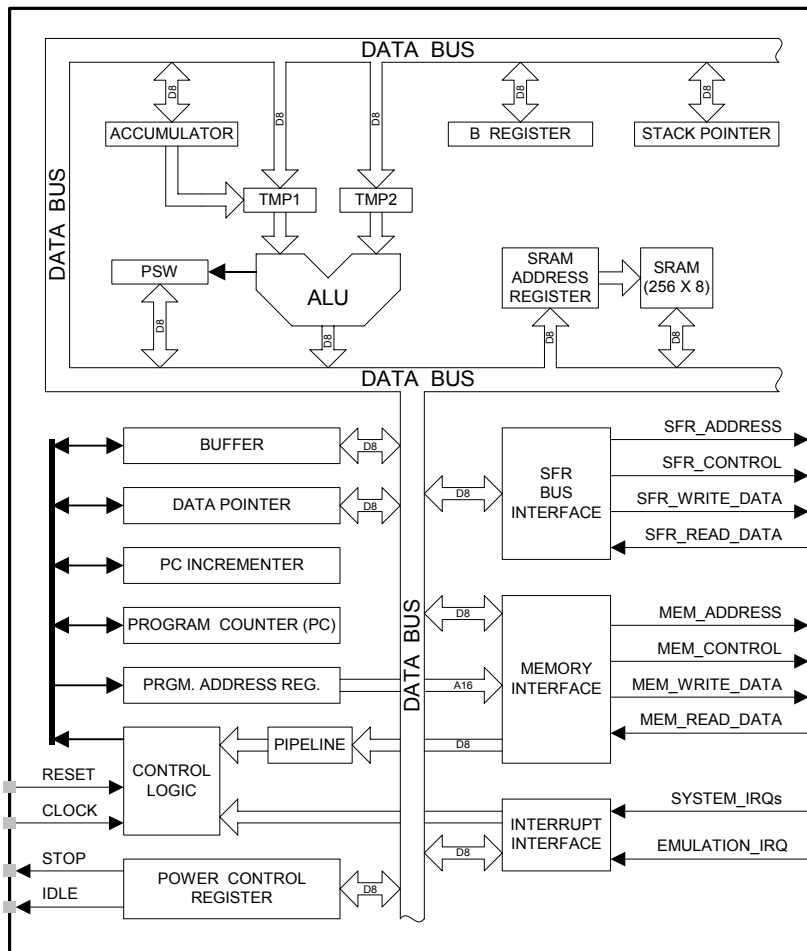 DATA BUS
D8
D8
D8
D8
D8
ACCUMULATOR
B REGISTER
STACK POINTER
DATA BUS
TMP1
TMP2
PSW
ALU
SRAM
ADDRESS
REGISTER
SRAM
(256 X 8)
D8
D8
D8
D8
DATA BUS
BUFFER
D8
DATA POINTER
D8
PC INCREMENTER
PROGRAM COUNTER (PC)
PRGM. ADDRESS REG.
A16
PIPELINE
D8
CONTROL
LOGIC
RESET
CLOCK
STOP
IDLE
POWER CONTROL
REGISTER
D8
DATA BUS
D8
SFR
BUS
INTERFACE
SFR_ADDRESS
SFR_CONTROL
SFR_WRITE_DATA
SFR_READ_DATA
D8
MEMORY
INTERFACE
MEM_ADDRESS
MEM_CONTROL
MEM_WRITE_DATA
MEM_READ_DATA
D8
INTERRUPT
INTERFACE
SYSTEM_IRQs
EMULATION_IRQ